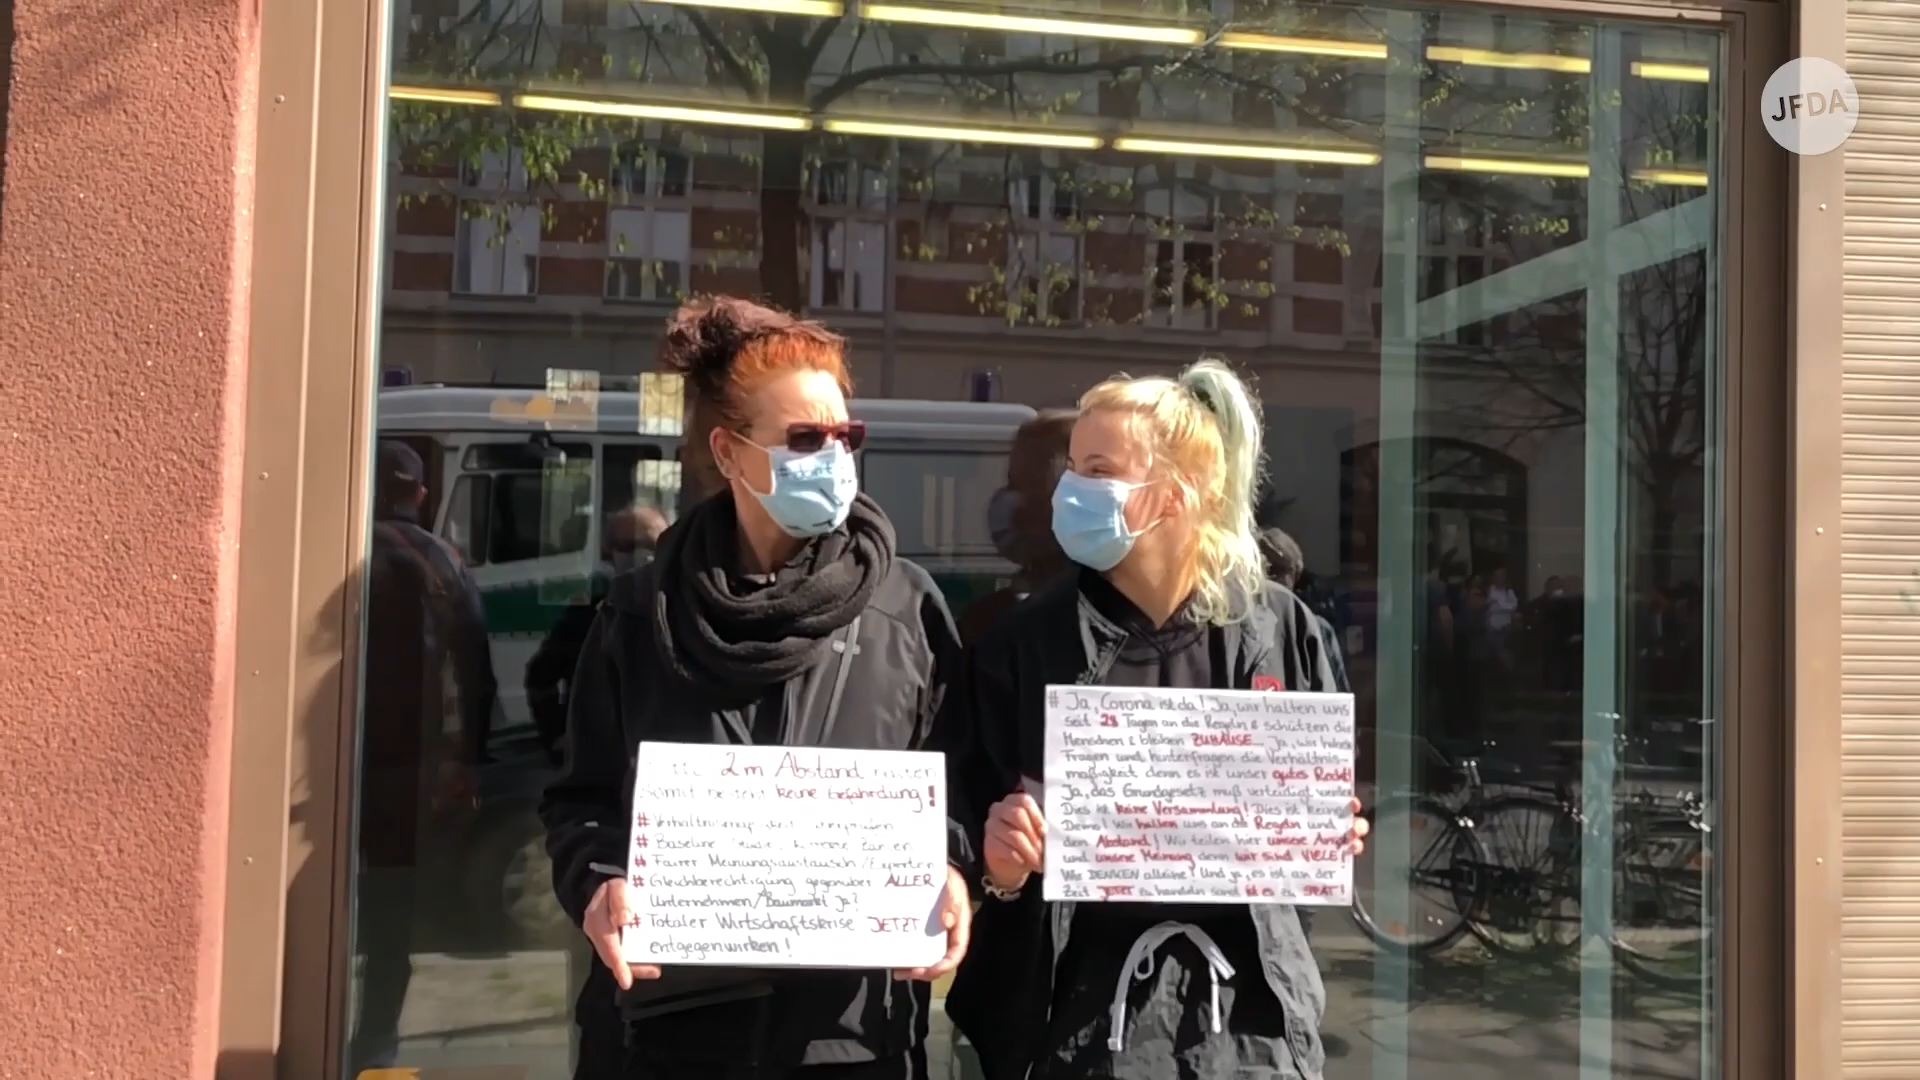 JFDA
2m Abstand
keine Gefährdung!
# Baseline
# Fairer Meinungsaustausch/Experten
# Gleichberechtigung gegenüber ALLER
Unternehmen/Baumarkt ja?
# Totaler Wirtschaftskrise JETZT
entgegenwirken!
# Ja, Corona ist da! Ja, wir halten uns
seit 28 Tagen an die Regeln & schützen die
Menschen & bleiben ZUHAUSE... Ja, wir haben
Fragen und hinterfragen die Verhältnis-
mäßigkeit denn es ist unser gutes Recht!
Ja, das Grundgesetz muß verteidigt werden
Dies ist keine Versammlung! Dies ist keine
Demo! Wir halten uns an die Regeln und
den Abstand! Wir teilen hier unsere
und unsere Meinung denn wir sind VIELE!
Wir DENKEN alleine! Und ja, es ist an der
Zeit JETZT zu handeln sonst ist es zu SPÄT!